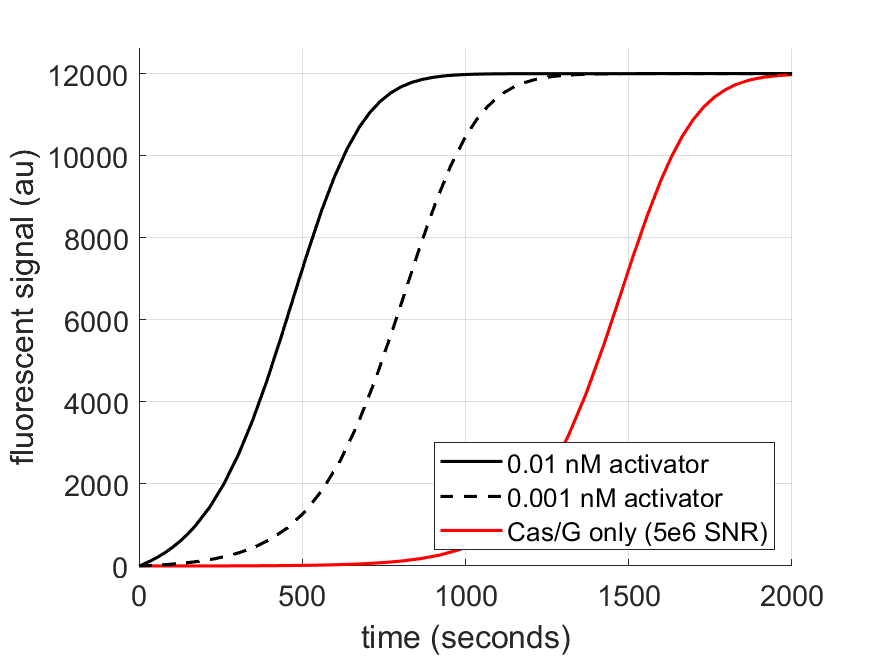 12000
10000
8000
6000
4000
2000
0
fluorescent signal (au)
0.01 nM activator
0.001 nM activator
Cas/G only (5e6 SNR)
0 500 1000 1500 2000
time (seconds)